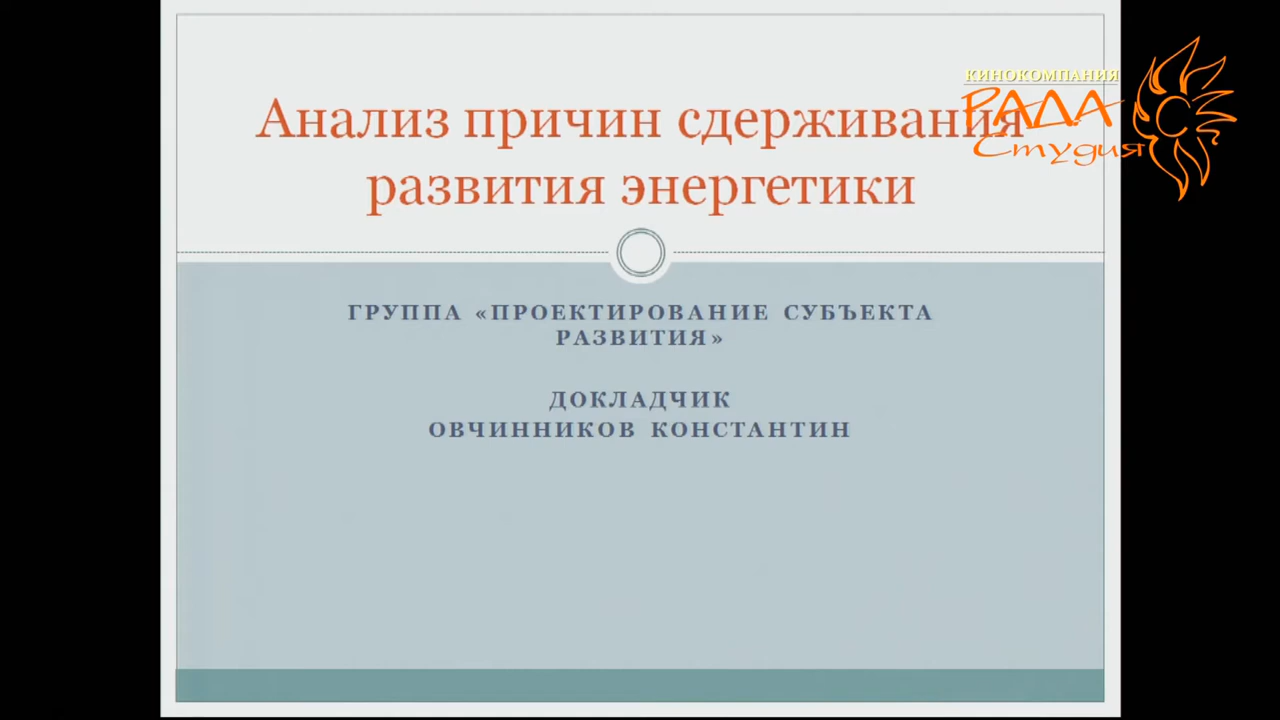 Анализ причин сдерживания
развития энергетики
КИНОКОМПАНИЯ
РАДА
Студия
ГРУППА «ПРОЕКТИРОВАНИЕ СУБЪЕКТА
РАЗВИТИЯ»
ДОКЛАДЧИК
ОВЧИННИКОВ КОНСТАНТИН